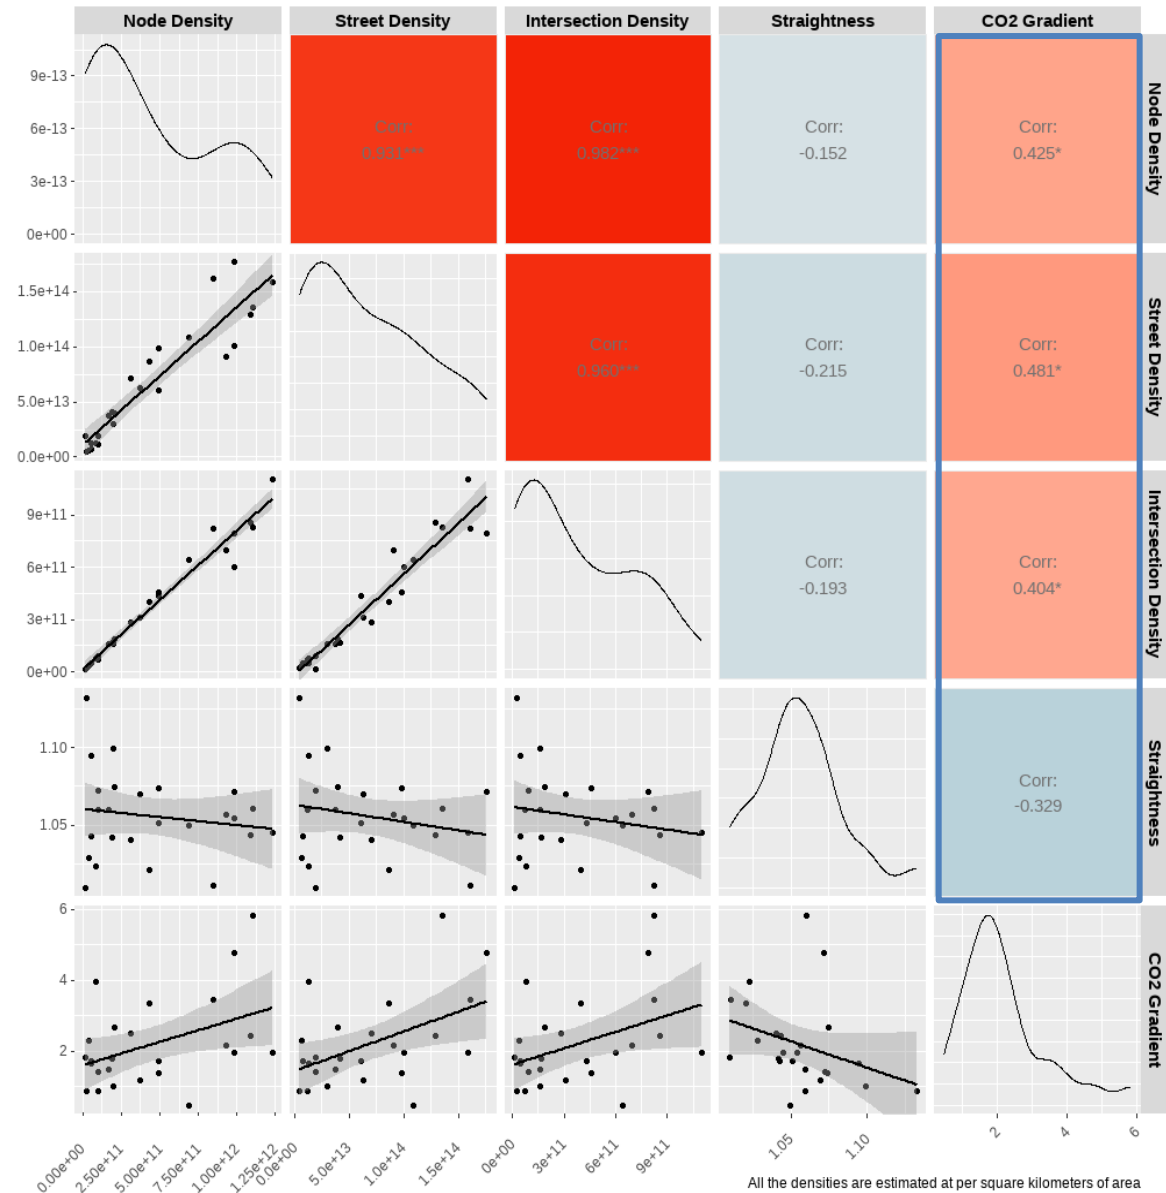 Node Density
Street Density
Intersection Density
Straightness
CO2 Gradient
9e-13
6e-13
3e-13
0e+00
Corr:
0.931***
Corr:
0.982***
Corr:
-0.152
Corr:
0.425*
Node Density
1.5e+14
1.0e+14
5.0e+13
0.0e+00
Corr:
0.960***
Corr:
-0.215
Corr:
0.481*
Street Density
9e+11
6e+11
3e+11
0e+00
Corr:
-0.193
Corr:
0.404*
Intersection Density
1.10
1.05
Corr:
-0.329
Straightness
6
4
2
CO2 Gradient
0.00e+00
2.50e+11
5.00e+11
7.50e+11
1.00e+12
1.25e+12
0.0e+00
5.0e+13
1.0e+14
1.5e+14
0e+00
3e+11
6e+11
9e+11
1.05
1.10
2
4
6
All the densities are estimated at per square kilometers of area